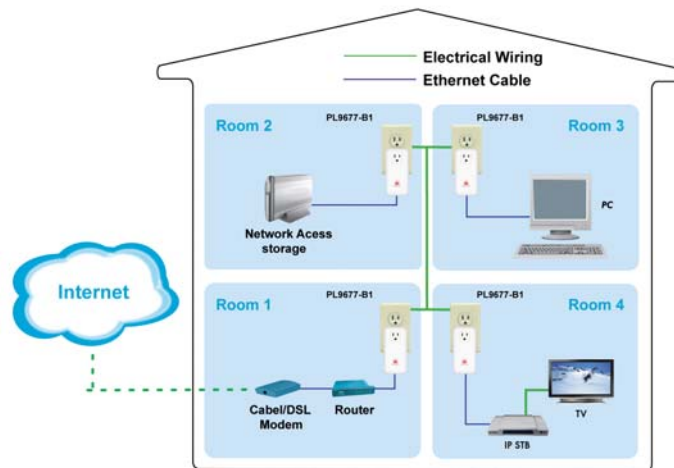 Electrical Wiring
Ethernet Cable
Room 2
PL9677-B1
Network Acess
storage
PL9677-B1
Room 3
PC
Internet
Room 1
PL9677-B1
Cabel/DSL
Modem
Router
PL9677-B1
Room 4
IP STB
TV